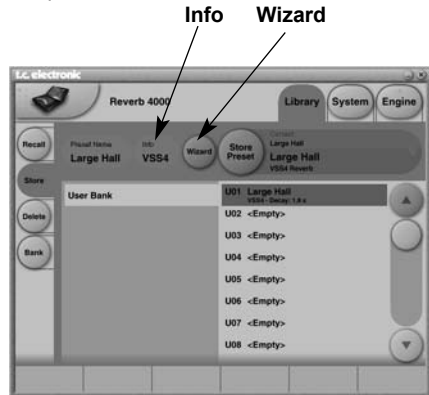 Info Wizard
t.c. electronic
Reverb 4000
Library System Engine
Recall
Preset Name Info Wizard Store Preset Current
Large Hall VSS4 Large Hall
Large Hall
VSS4 Reverb
Store
User Bank
U01 Large Hall
VSS4 - Decay: 1,8 s
Delete
U02 <Empty>
U03 <Empty>
Bank
U04 <Empty>
U05 <Empty>
U06 <Empty>
U07 <Empty>
U08 <Empty>